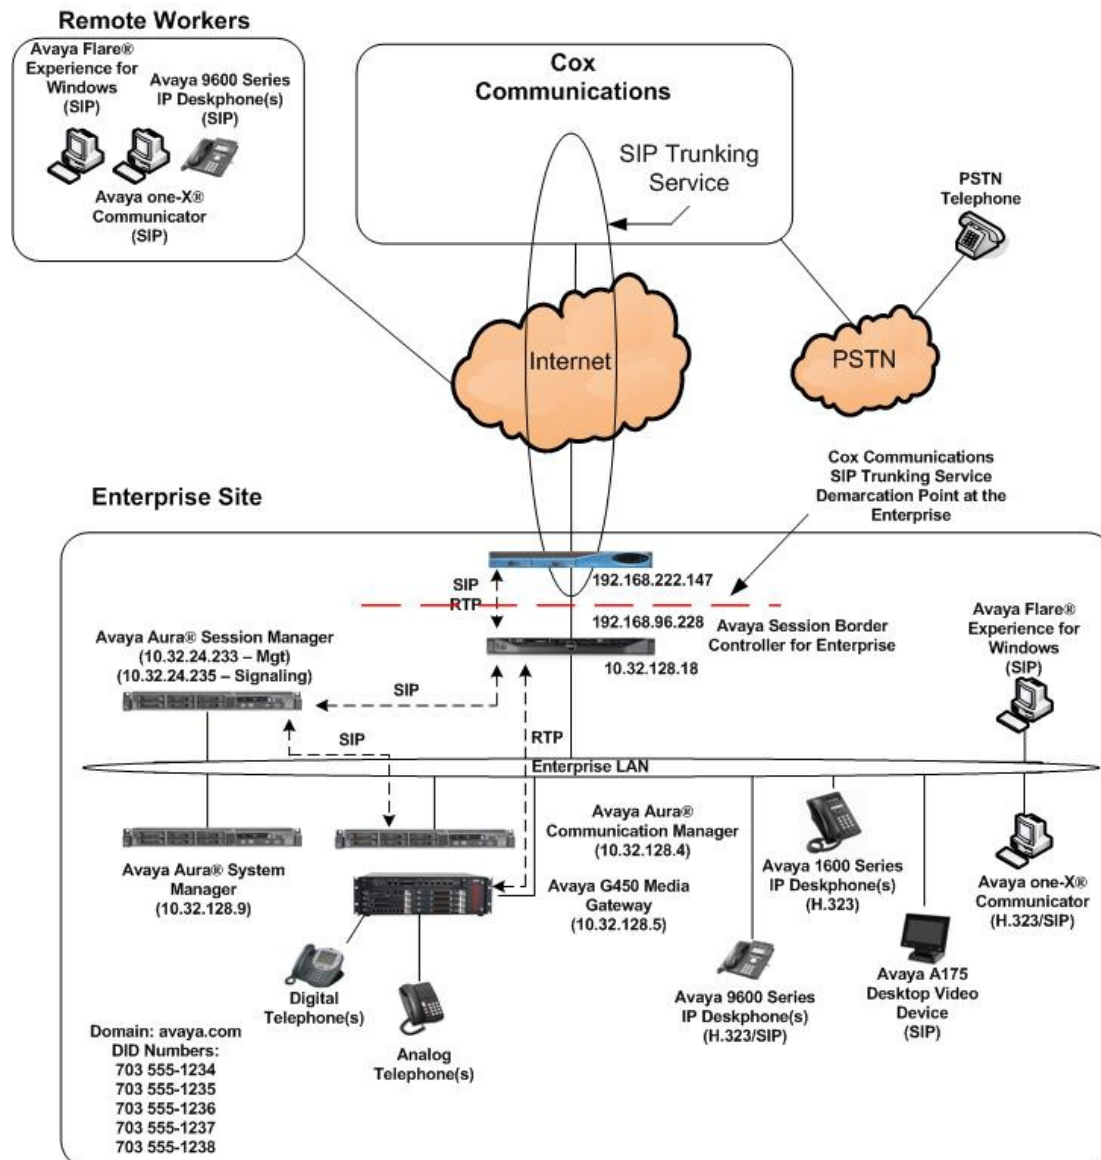 Remote Workers
Avaya Flare®
Experience for
Windows
(SIP)
Avaya 9600 Series
IP Deskphone(s)
(SIP)
Avaya one-X®
Communicator
(SIP)
Cox
Communications
SIP Trunking
Service
PSTN
Telephone
Internet
PSTN
Cox Communications
SIP Trunking Service
Demarcation Point at the
Enterprise
Enterprise Site
192.168.222.147
SIP
RTP
192.168.96.228
Avaya Session Border
Controller for Enterprise
10.32.128.18
Avaya Aura® Session Manager
(10.32.24.233 – Mgt)
(10.32.24.235 – Signaling)
SIP
SIP
RTP
Avaya Flare®
Experience for
Windows
(SIP)
Enterprise LAN
Avaya Aura® System
Manager
(10.32.128.9)
Avaya Aura®
Communication Manager
(10.32.128.4)
Avaya G450 Media
Gateway
(10.32.128.5)
Avaya 1600 Series
IP Deskphone(s)
(H.323)
Avaya one-X®
Communicator
(H.323/SIP)
Digital
Telephone(s)
Analog
Telephone(s)
Avaya 9600 Series
IP Deskphone(s)
(H.323/SIP)
Avaya A175
Desktop Video
Device
(SIP)
Domain: avaya.com
DID Numbers:
703 555-1234
703 555-1235
703 555-1236
703 555-1237
703 555-1238